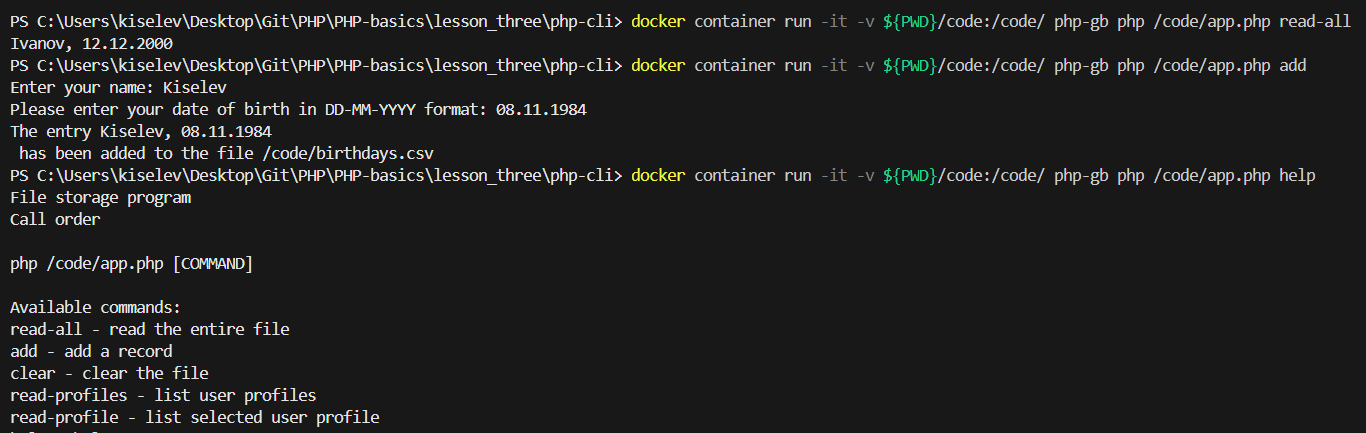 PS C:\Users\kiselev\Desktop\Git\PHP\PHP-basics\lesson_three\php-cli> docker container run -it -v ${PWD}/code:/code/ php-gb php /code/app.php read-all
Ivanov, 12.12.2000
PS C:\Users\kiselev\Desktop\Git\PHP\PHP-basics\lesson_three\php-cli> docker container run -it -v ${PWD}/code:/code/ php-gb php /code/app.php add
Enter your name: Kiselev
Please enter your date of birth in DD-MM-YYYY format: 08.11.1984
The entry Kiselev, 08.11.1984
 has been added to the file /code/birthdays.csv
PS C:\Users\kiselev\Desktop\Git\PHP\PHP-basics\lesson_three\php-cli> docker container run -it -v ${PWD}/code:/code/ php-gb php /code/app.php help
File storage program
Call order
php /code/app.php [COMMAND]
Available commands:
read-all - read the entire file
add - add a record
clear - clear the file
read-profiles - list user profiles
read-profile - list selected user profile